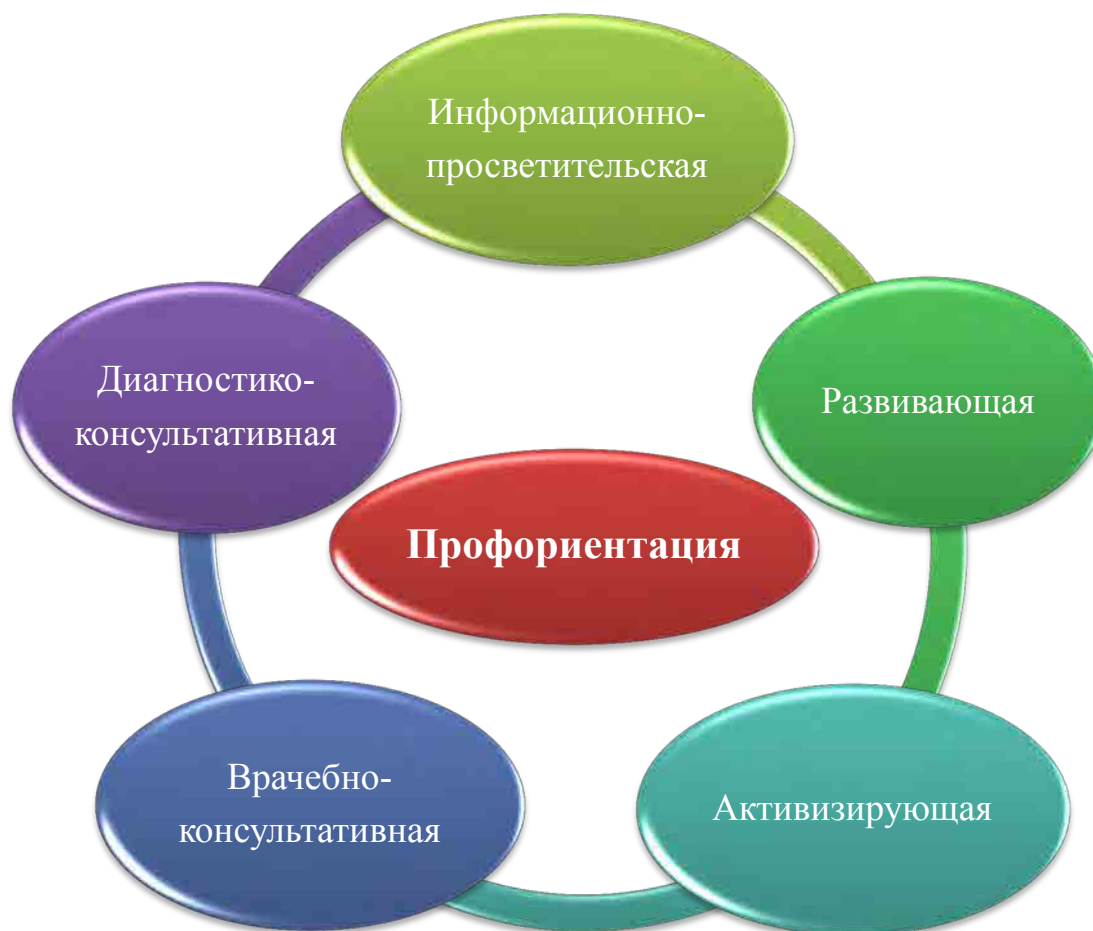 Информационно-
просветительская
Развивающая
Диагностико-
консультативная
Профориентация
Врачебно-
консультативная
Активизирующая